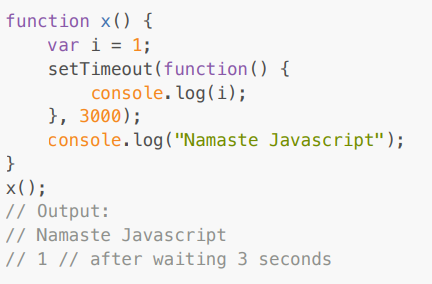 function x() {
    var i = 1;
    setTimeout(function() {
        console.log(i);
    }, 3000);
    console.log("Namaste Javascript");
}
x();
// Output:
// Namaste Javascript
// 1 // after waiting 3 seconds